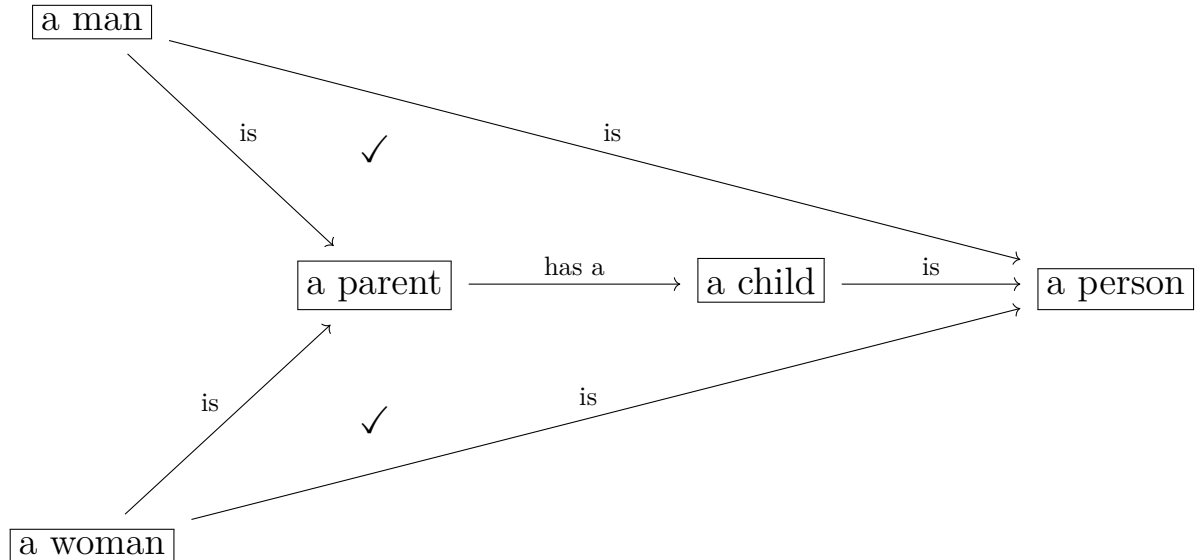 a man
is
is
✓
a parent
has a
a child
is
a person
is
is
✓
a woman